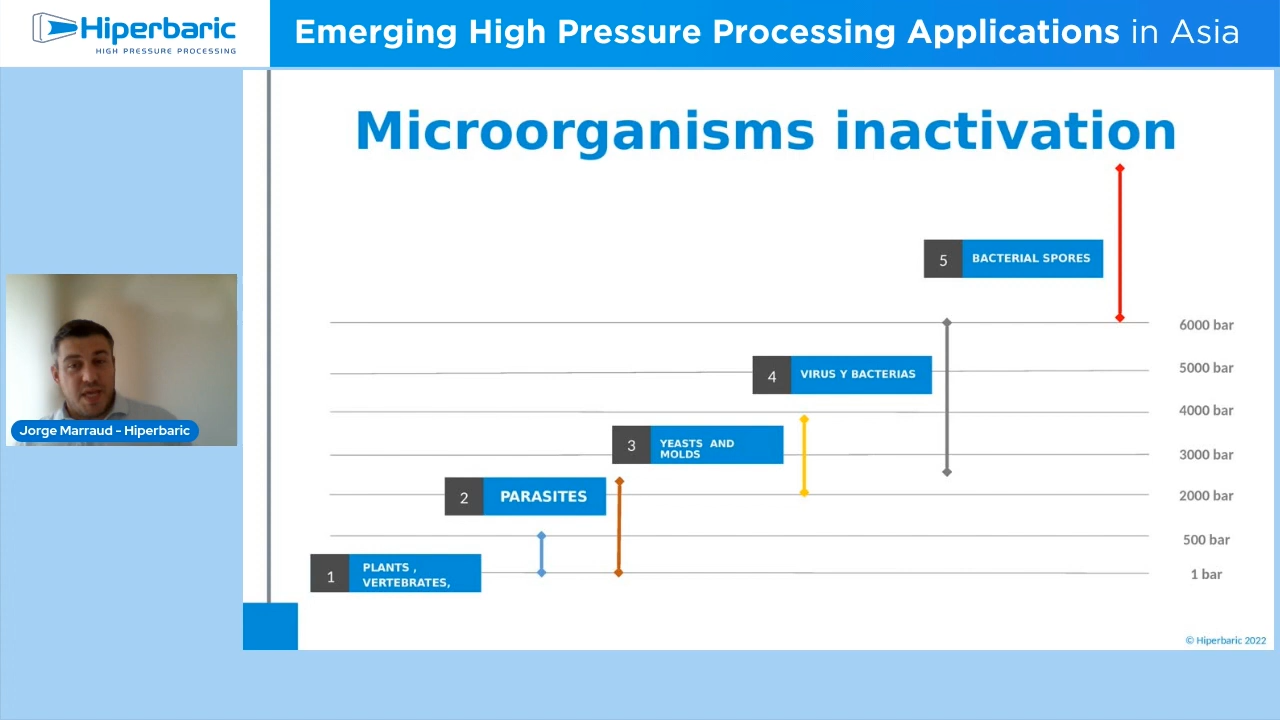 Hiperbaric
HIGH PRESSURE PROCESSING
Emerging High Pressure Processing Applications in Asia
Microorganisms inactivation
5 BACTERIAL SPORES
6000 bar
5000 bar
4 VIRUS Y BACTERIAS
4000 bar
3 YEASTS AND
MOLDS
3000 bar
2 PARASITES
2000 bar
500 bar
1 PLANTS ,
VERTEBRATES,
1 bar
Jorge Marraud - Hiperbaric
© Hiperbaric 2022